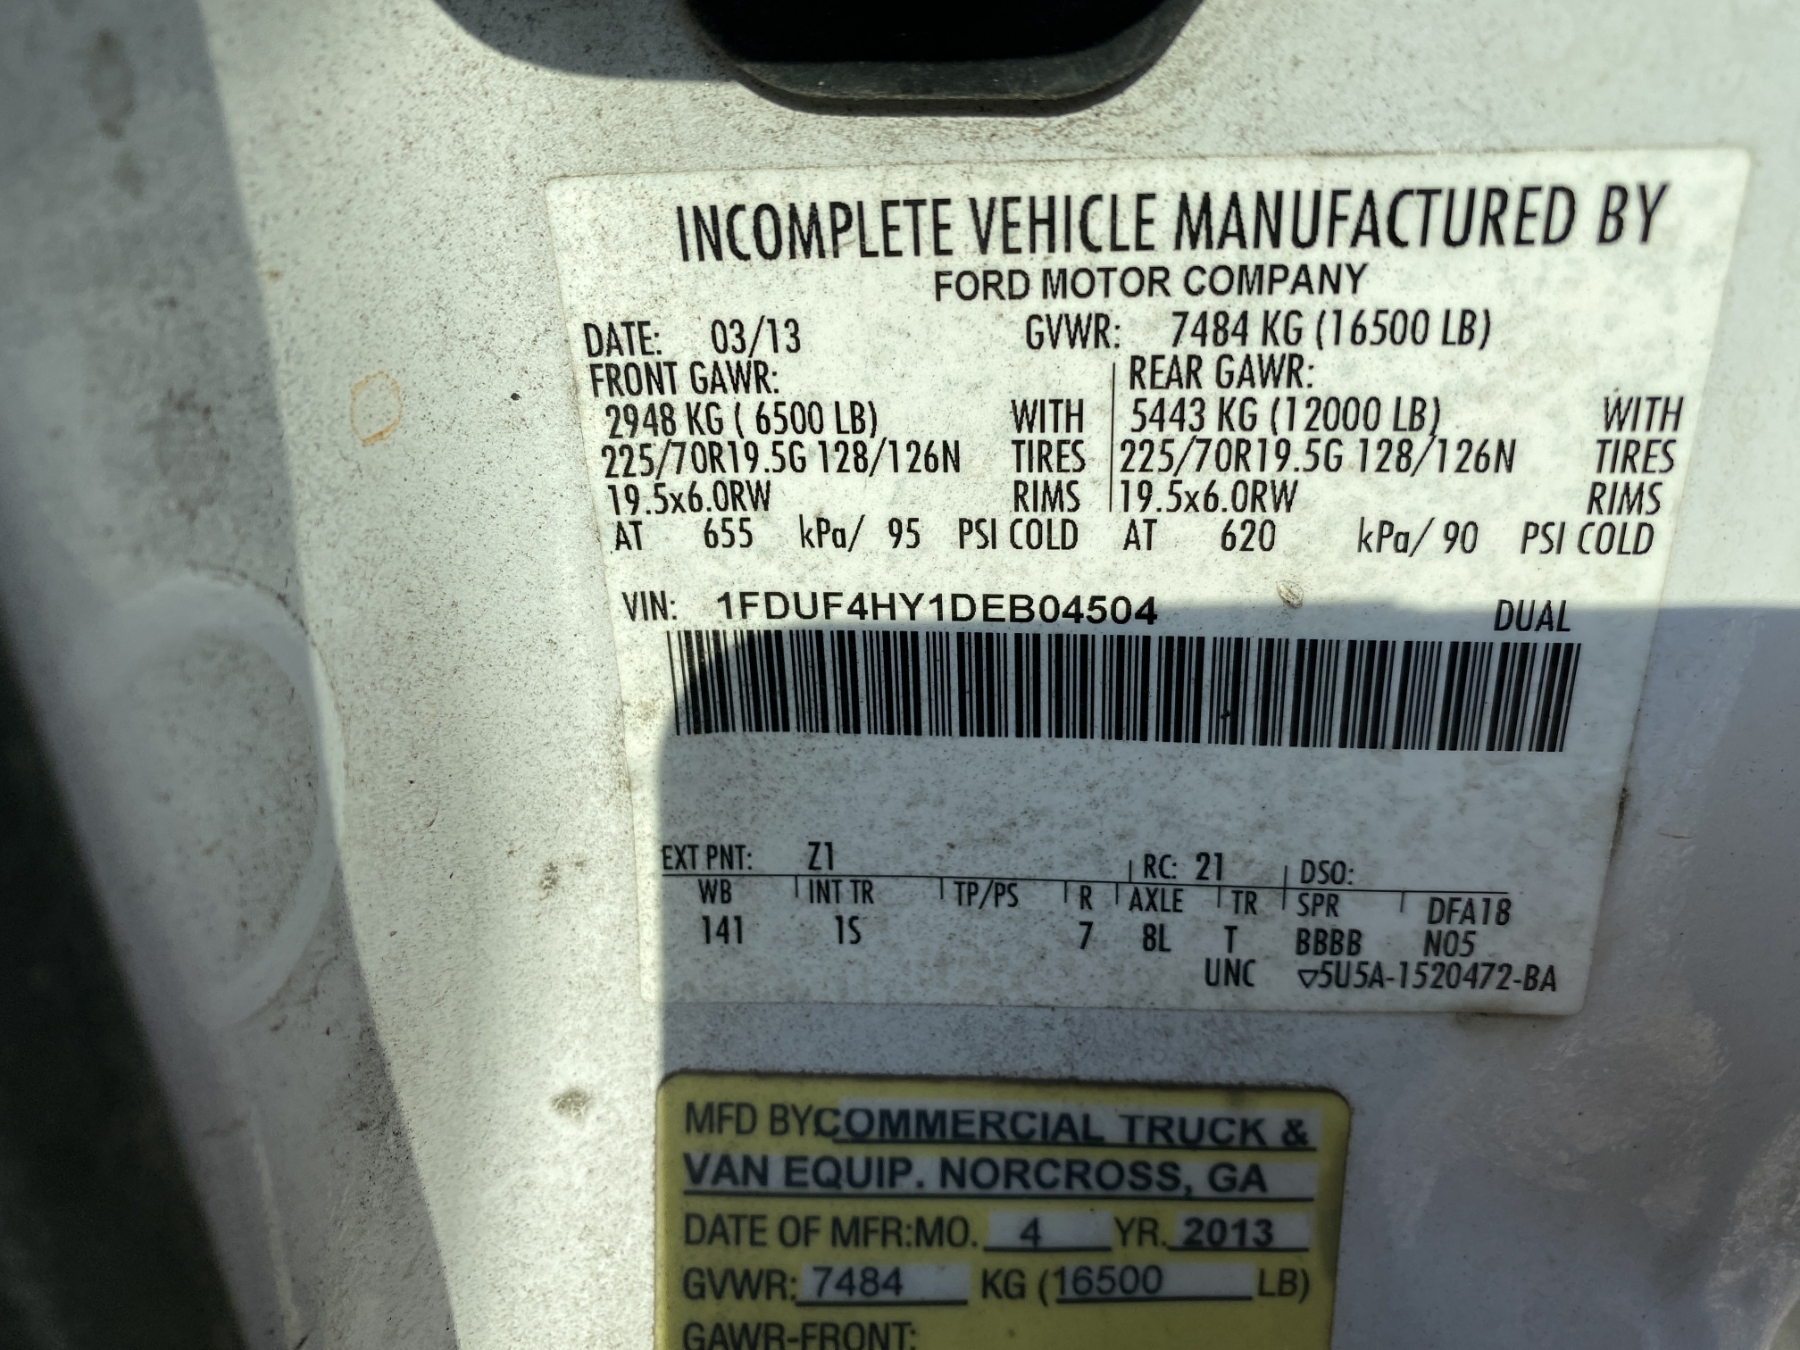 INCOMPLETE VEHICLE MANUFACTURED BY
FORD MOTOR COMPANY
DATE: 03/13 GVWR: 7484 KG (16500 LB)
FRONT GAWR: REAR GAWR:
2948 KG ( 6500 LB) WITH 5443 KG (12000 LB) WITH
225/70R19.5G 128/126N TIRES 225/70R19.5G 128/126N TIRES
19.5x6.0RW RIMS 19.5x6.0RW RIMS
AT 655 kPa/ 95 PSI COLD AT 620 kPa/ 90 PSI COLD
VIN: 1FDUF4HY1DEB04504 DUAL
EXT PNT: Z1 RC: 21 DSO:
WB INT TR TP/PS R AXLE TR SPR DFA18
141 1S 7 8L T BBBB N05
UNC ▽5U5A-1520472-BA
MFD BY COMMERCIAL TRUCK &
VAN EQUIP. NORCROSS, GA
DATE OF MFR:MO. 4 YR. 2013
GVWR: 7484 KG (16500 LB)
GAWR-FRONT: